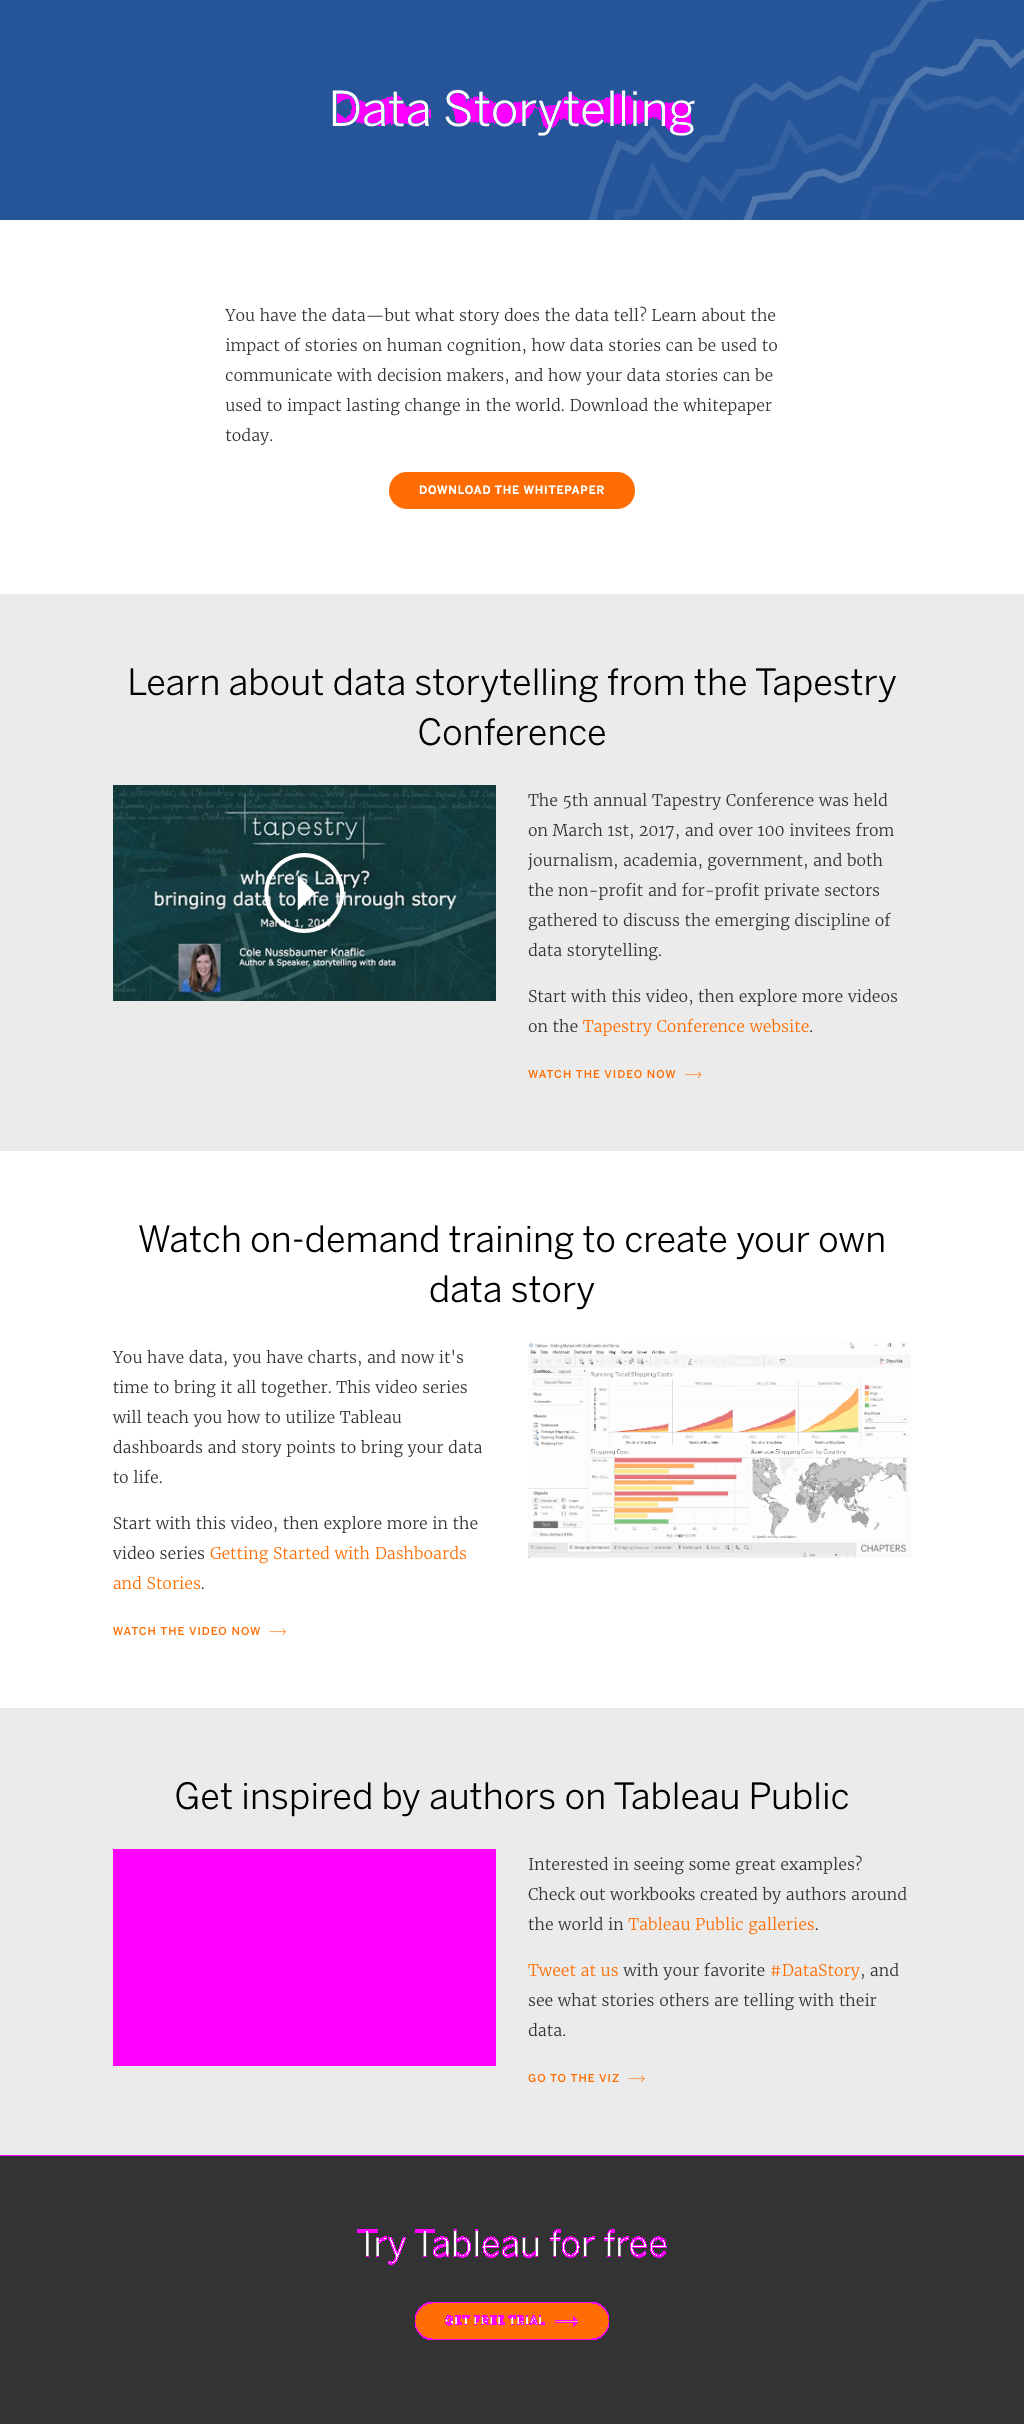 Data Storytelling
You have the data—but what story does the data tell? Learn about the
impact of stories on human cognition, how data stories can be used to
communicate with decision makers, and how your data stories can be
used to impact lasting change in the world. Download the whitepaper
today.
DOWNLOAD THE WHITEPAPER
Learn about data storytelling from the Tapestry
Conference
tapestry
where's Larry?
bringing data to life through story
March 1, 2017
Cole Nussbaumer Knaflic
Author & Speaker, storytelling with data
The 5th annual Tapestry Conference was held
on March 1st, 2017, and over 100 invitees from
journalism, academia, government, and both
the non-profit and for-profit private sectors
gathered to discuss the emerging discipline of
data storytelling.
Start with this video, then explore more videos
on the Tapestry Conference website.
WATCH THE VIDEO NOW
Watch on-demand training to create your own
data story
You have data, you have charts, and now it's
time to bring it all together. This video series
will teach you how to utilize Tableau
dashboards and story points to bring your data
to life.
Start with this video, then explore more in the
video series Getting Started with Dashboards
and Stories.
WATCH THE VIDEO NOW
Running Total Shipping Costs
Shipping Cost
Average Shipping Cost by Country
CHAPTERS
Get inspired by authors on Tableau Public
Interested in seeing some great examples?
Check out workbooks created by authors around
the world in Tableau Public galleries.
Tweet at us with your favorite #DataStory, and
see what stories others are telling with their
data.
GO TO THE VIZ
Try Tableau for free
GET FREE TRIAL